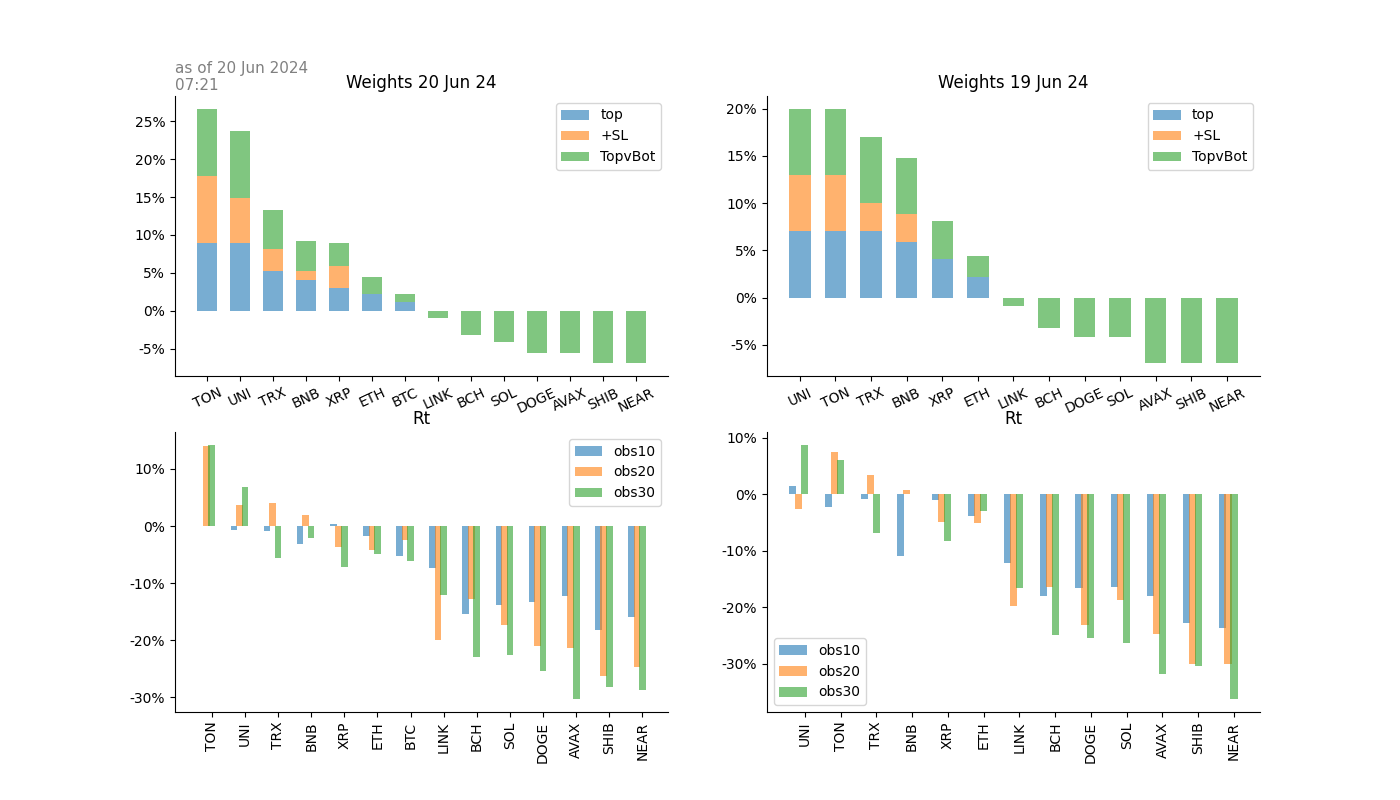 as of 20 Jun 2024
07:21
Weights 20 Jun 24
25%
20%
15%
10%
5%
0%
-5%
top
+SL
TopvBot
TON UNI TRX BNB XRP ETH BTC LINK BCH SOL DOGE AVAX SHIB NEAR
Weights 19 Jun 24
20%
15%
10%
5%
0%
-5%
top
+SL
TopvBot
UNI TON TRX BNB XRP ETH LINK BCH DOGE SOL AVAX SHIB NEAR
Rt
10%
0%
-10%
-20%
-30%
obs10
obs20
obs30
TON UNI TRX BNB XRP ETH BTC LINK BCH SOL DOGE AVAX SHIB NEAR
Rt
10%
0%
-10%
-20%
-30%
obs10
obs20
obs30
UNI TON TRX BNB XRP ETH LINK BCH DOGE SOL AVAX SHIB NEAR